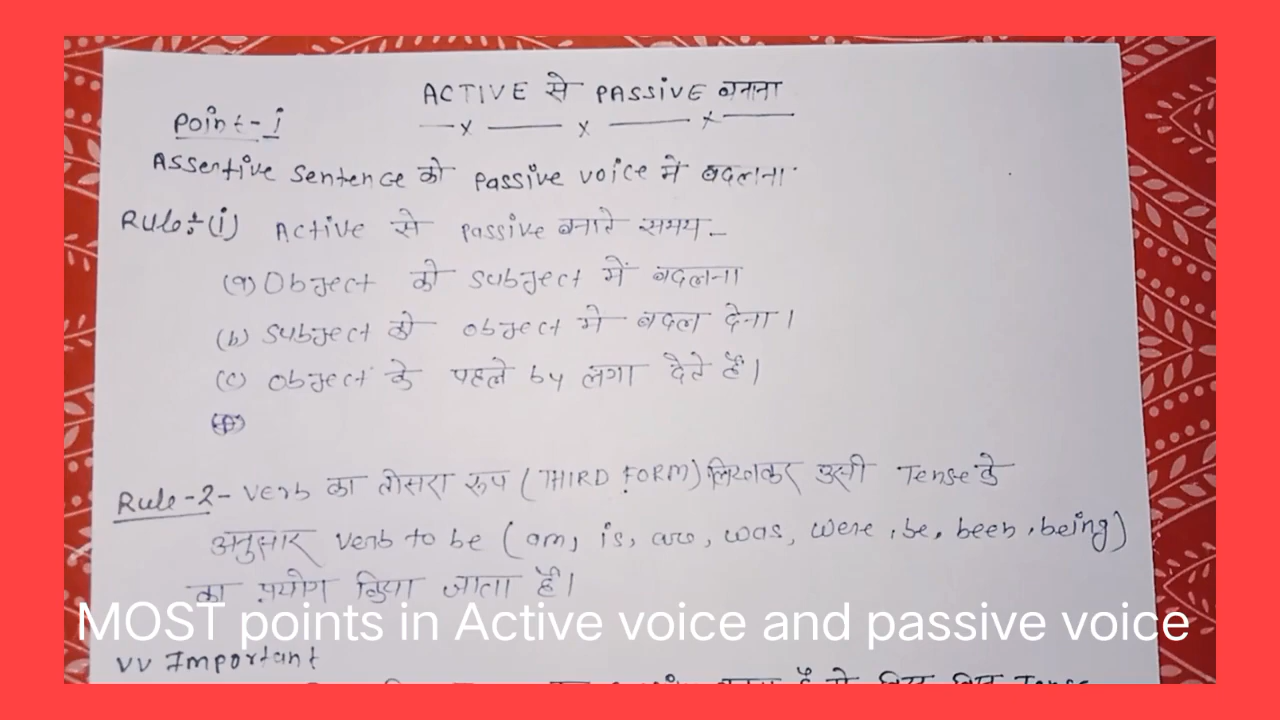 ACTIVE से PASSIVE बनाना
Point-1
Assertive Sentence को Passive voice में बदलना
Rule:-(i) Active से passive बनाते समय-
(a) Object को subject में बदलना
(b) subject को object में बदल देना।
(c) object के पहले by लगा देते हैं।
Rule-2- verb का तीसरा रूप (THIRD FORM) लिखकर उसी Tense के
अनुसार verb to be (am, is, are, was, were, be, been, being)
का प्रयोग किया जाता है।
MOST points in Active voice and passive voice
VV Important